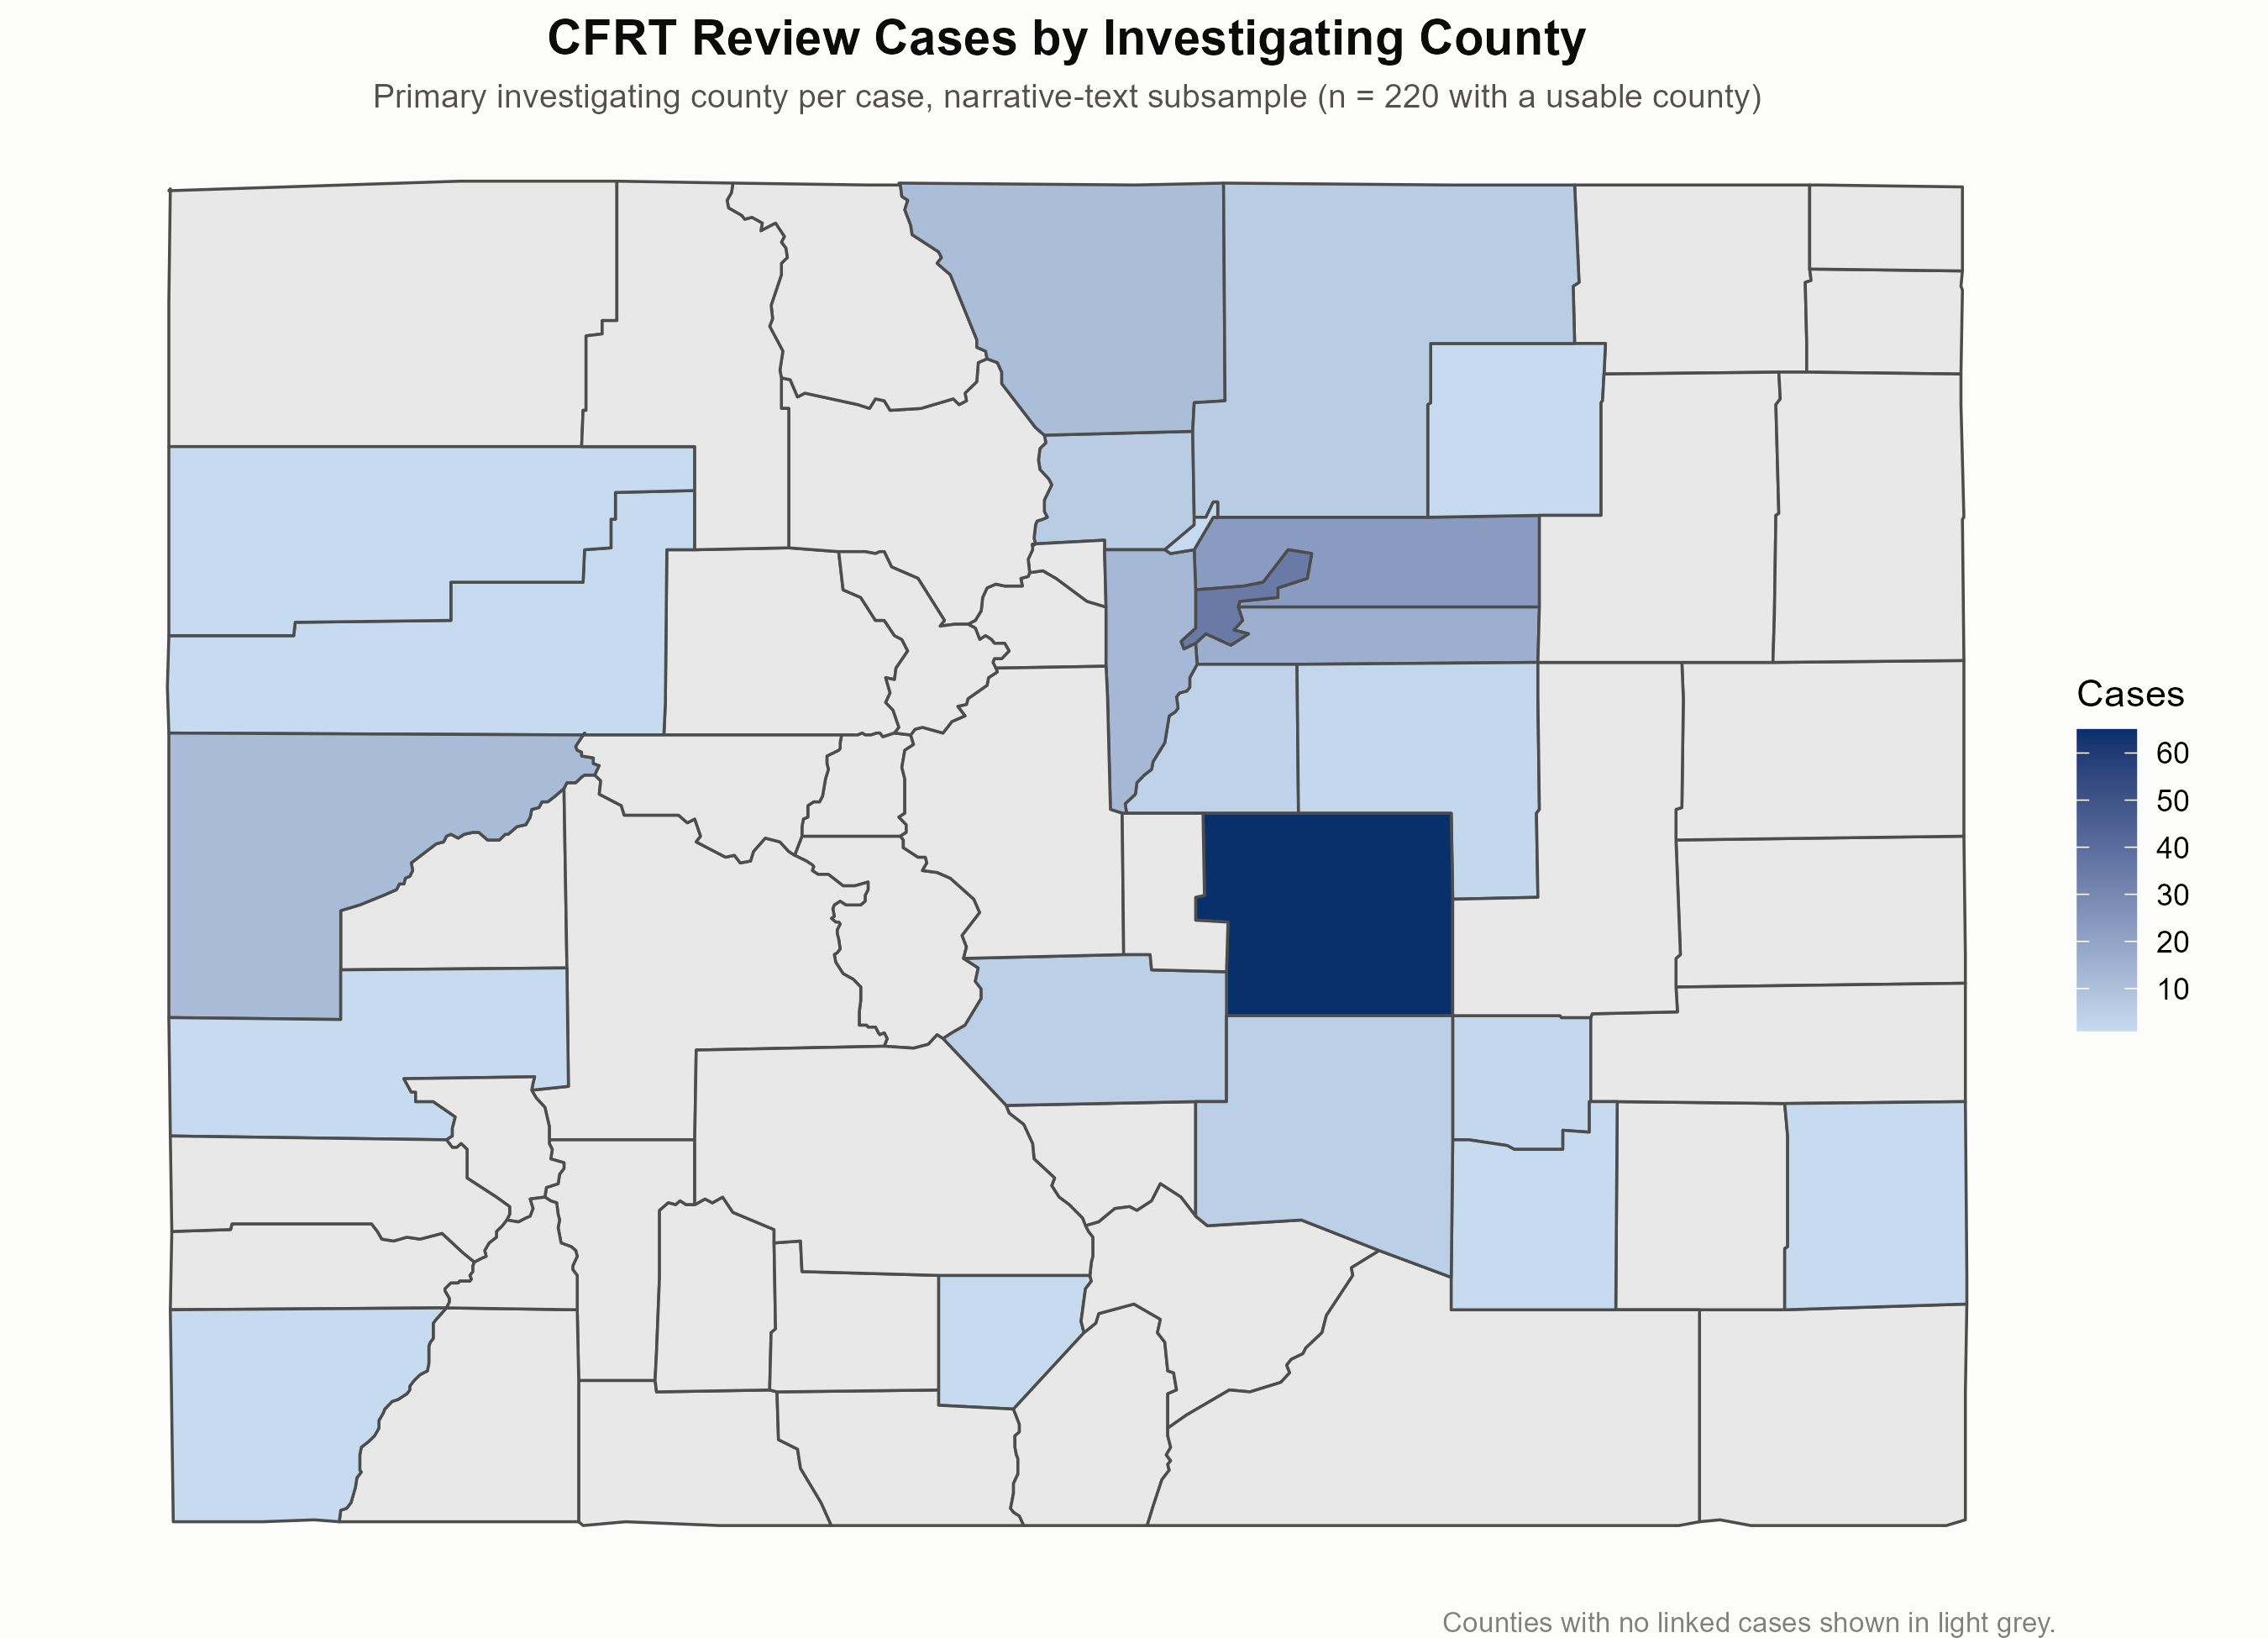 CFRT Review Cases by Investigating County
Primary investigating county per case, narrative-text subsample (n = 220 with a usable county)
Cases
60
50
40
30
20
10
Counties with no linked cases shown in light grey.